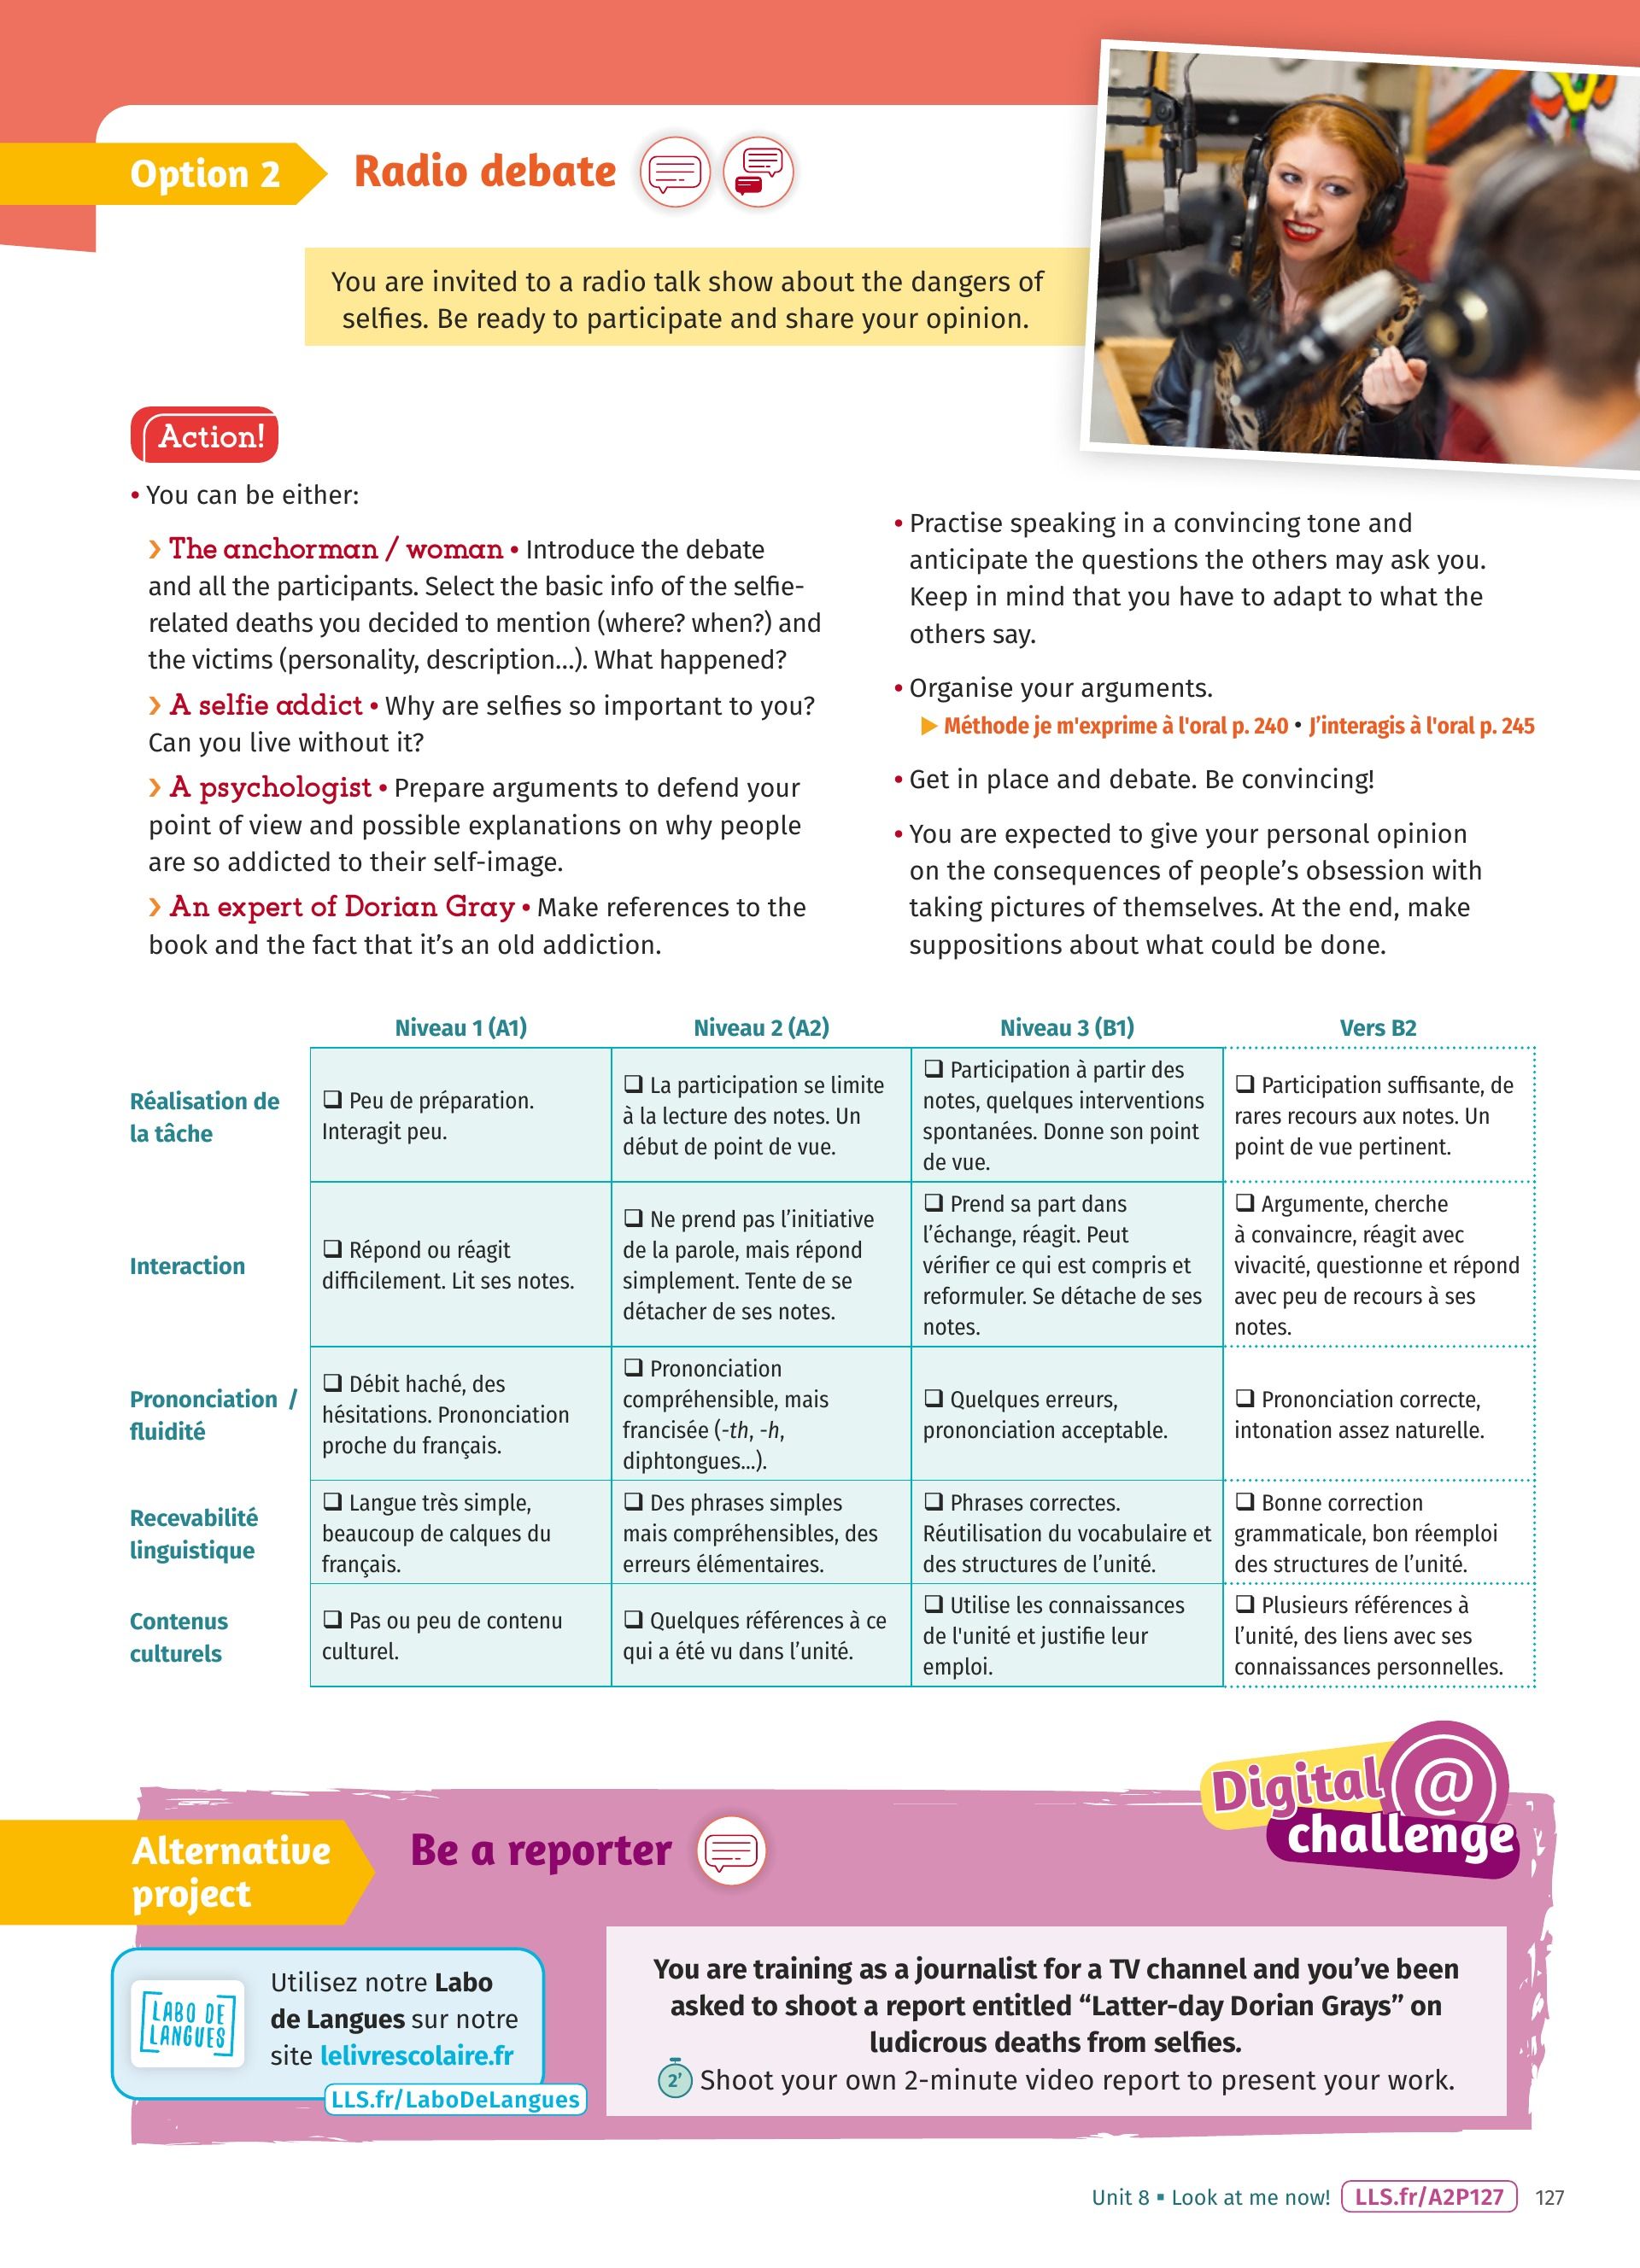 Option 2
Radio debate
You are invited to a radio talk show about the dangers of
selfies. Be ready to participate and share your opinion.
Action!
• You can be either:
› The anchorman / woman • Introduce the debate
and all the participants. Select the basic info of the selfie-
related deaths you decided to mention (where? when?) and
the victims (personality, description...). What happened?
› A selfie addict • Why are selfies so important to you?
Can you live without it?
› A psychologist • Prepare arguments to defend your
point of view and possible explanations on why people
are so addicted to their self-image.
› An expert of Dorian Gray • Make references to the
book and the fact that it’s an old addiction.
• Practise speaking in a convincing tone and
anticipate the questions the others may ask you.
Keep in mind that you have to adapt to what the
others say.
• Organise your arguments.
▶ Méthode je m'exprime à l'oral p. 240 • J’interagis à l'oral p. 245
• Get in place and debate. Be convincing!
• You are expected to give your personal opinion
on the consequences of people’s obsession with
taking pictures of themselves. At the end, make
suppositions about what could be done.
Niveau 1 (A1)
Niveau 2 (A2)
Niveau 3 (B1)
Vers B2
Réalisation de
la tâche
❑ Peu de préparation.
Interagit peu.
❑ La participation se limite
à la lecture des notes. Un
début de point de vue.
❑ Participation à partir des
notes, quelques interventions
spontanées. Donne son point
de vue.
❑ Participation suffisante, de
rares recours aux notes. Un
point de vue pertinent.
Interaction
❑ Répond ou réagit
difficilement. Lit ses notes.
❑ Ne prend pas l’initiative
de la parole, mais répond
simplement. Tente de se
détacher de ses notes.
❑ Prend sa part dans
l’échange, réagit. Peut
vérifier ce qui est compris et
reformuler. Se détache de ses
notes.
❑ Argumente, cherche
à convaincre, réagit avec
vivacité, questionne et répond
avec peu de recours à ses
notes.
Prononciation /
fluidité
❑ Débit haché, des
hésitations. Prononciation
proche du français.
❑ Prononciation
compréhensible, mais
francisée (-th, -h,
diphtongues...).
❑ Quelques erreurs,
prononciation acceptable.
❑ Prononciation correcte,
intonation assez naturelle.
Recevabilité
linguistique
❑ Langue très simple,
beaucoup de calques du
français.
❑ Des phrases simples
mais compréhensibles, des
erreurs élémentaires.
❑ Phrases correctes.
Réutilisation du vocabulaire et
des structures de l’unité.
❑ Bonne correction
grammaticale, bon réemploi
des structures de l’unité.
Contenus
culturels
❑ Pas ou peu de contenu
culturel.
❑ Quelques références à ce
qui a été vu dans l’unité.
❑ Utilise les connaissances
de l'unité et justifie leur
emploi.
❑ Plusieurs références à
l’unité, des liens avec ses
connaissances personnelles.
Digital @
challenge
Alternative
project
Be a reporter
LABO DE
LANGUES
Utilisez notre Labo
de Langues sur notre
site lelivrescolaire.fr
LLS.fr/LaboDeLangues
You are training as a journalist for a TV channel and you’ve been
asked to shoot a report entitled “Latter-day Dorian Grays” on
ludicrous deaths from selfies.
2’ Shoot your own 2-minute video report to present your work.
Unit 8 ▪ Look at me now! LLS.fr/A2P127 127